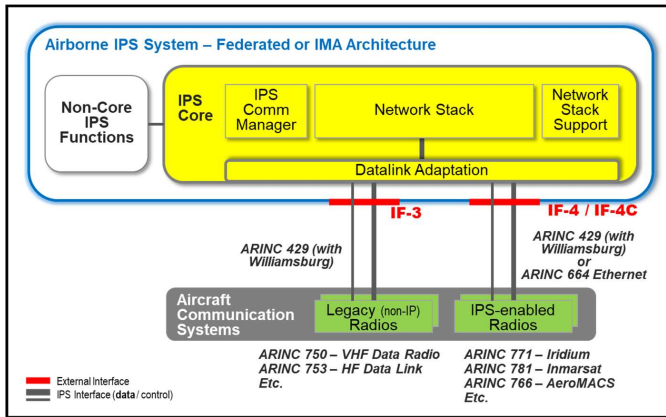 Airborne IPS System – Federated or IMA Architecture
Non-Core
IPS
Functions
IPS
Core
IPS
Comm
Manager
Network Stack
Network
Stack
Support
Datalink Adaptation
IF-3
IF-4 / IF-4C
ARINC 429 (with
Williamsburg)
ARINC 429 (with
Williamsburg)
or
ARINC 664 Ethernet
Aircraft
Communication
Systems
Legacy (non-IP)
Radios
IPS-enabled
Radios
ARINC 750 – VHF Data Radio
ARINC 753 – HF Data Link
Etc.
ARINC 771 – Iridium
ARINC 781 – Inmarsat
ARINC 766 – AeroMACS
Etc.
External Interface
IPS Interface (data / control)